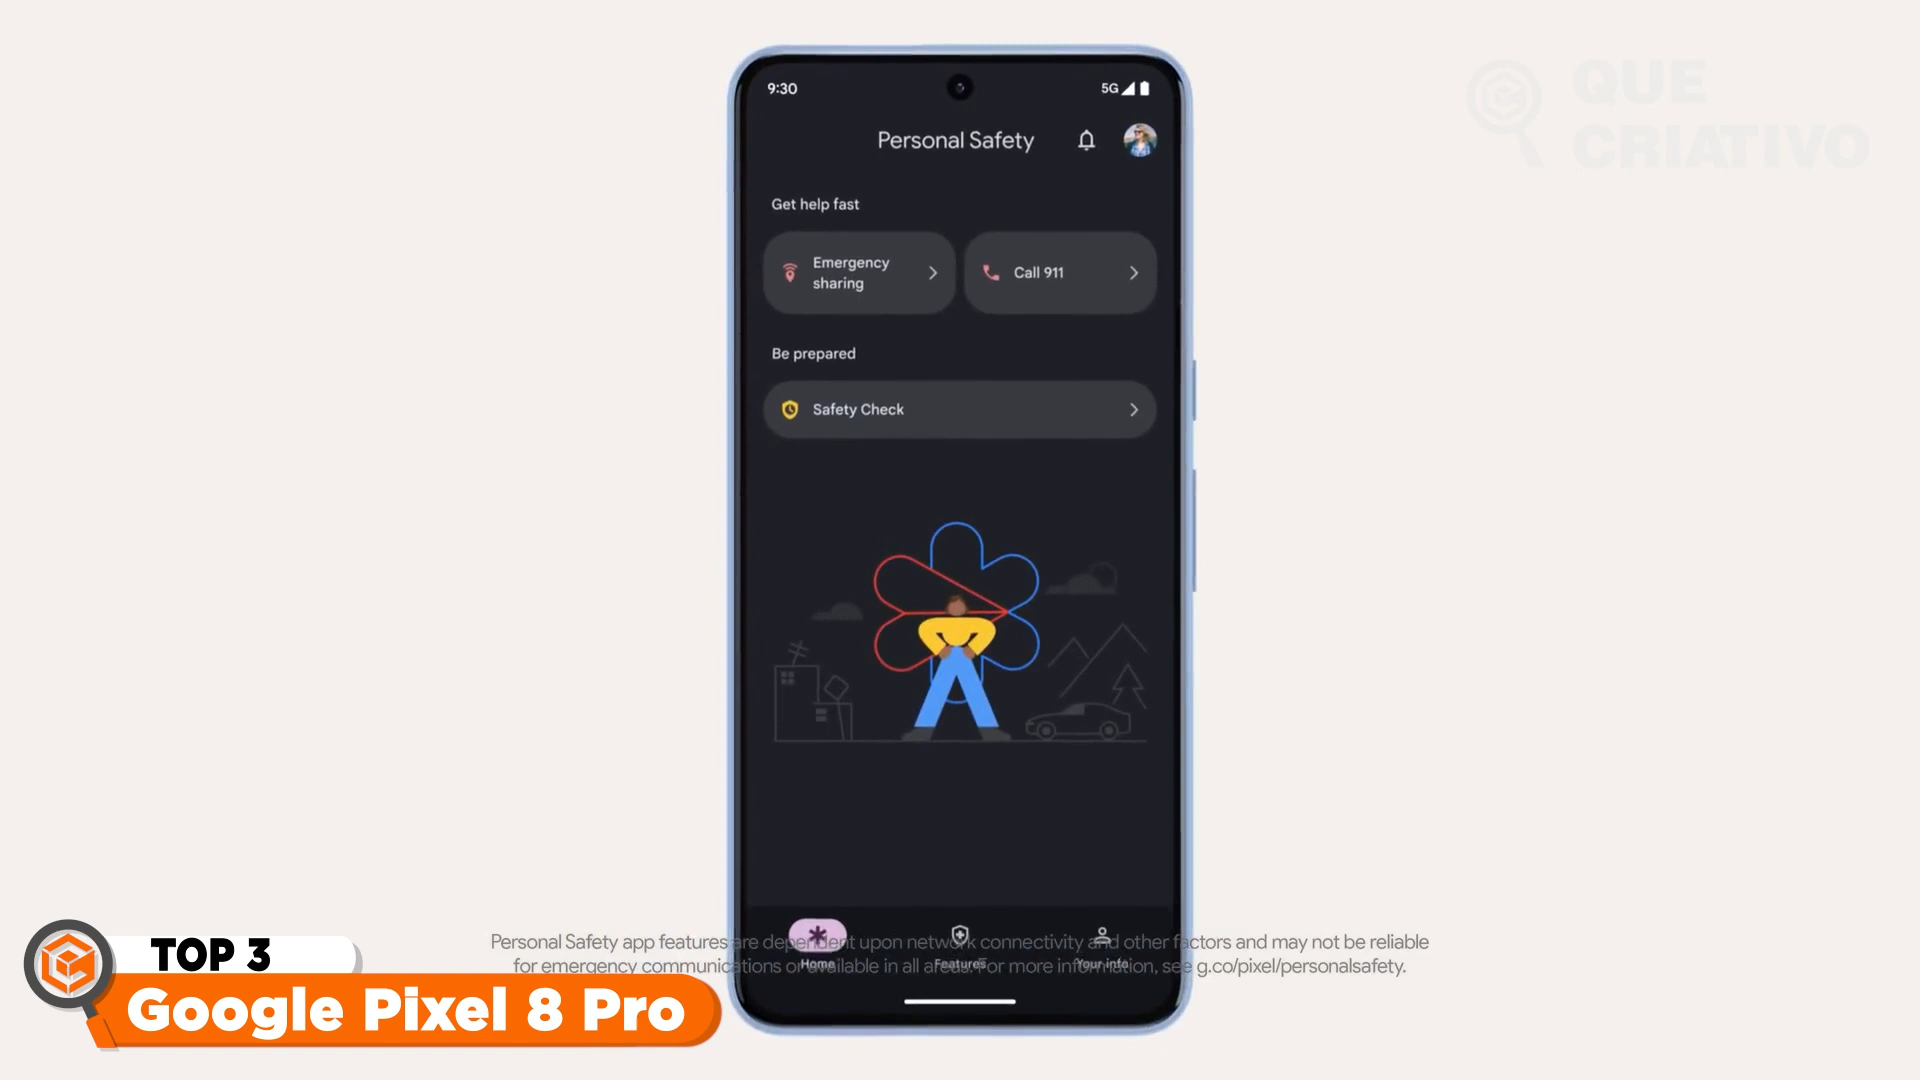 QUE
CRIATIVO
9:30
5G
Personal Safety
Get help fast
Emergency
sharing
Call 911
Be prepared
Safety Check
Home
Features
Your info
Personal Safety app features are dependent upon network connectivity and other factors and may not be reliable
for emergency communications or available in all areas. For more information, see g.co/pixel/personalsafety.
TOP 3
Google Pixel 8 Pro